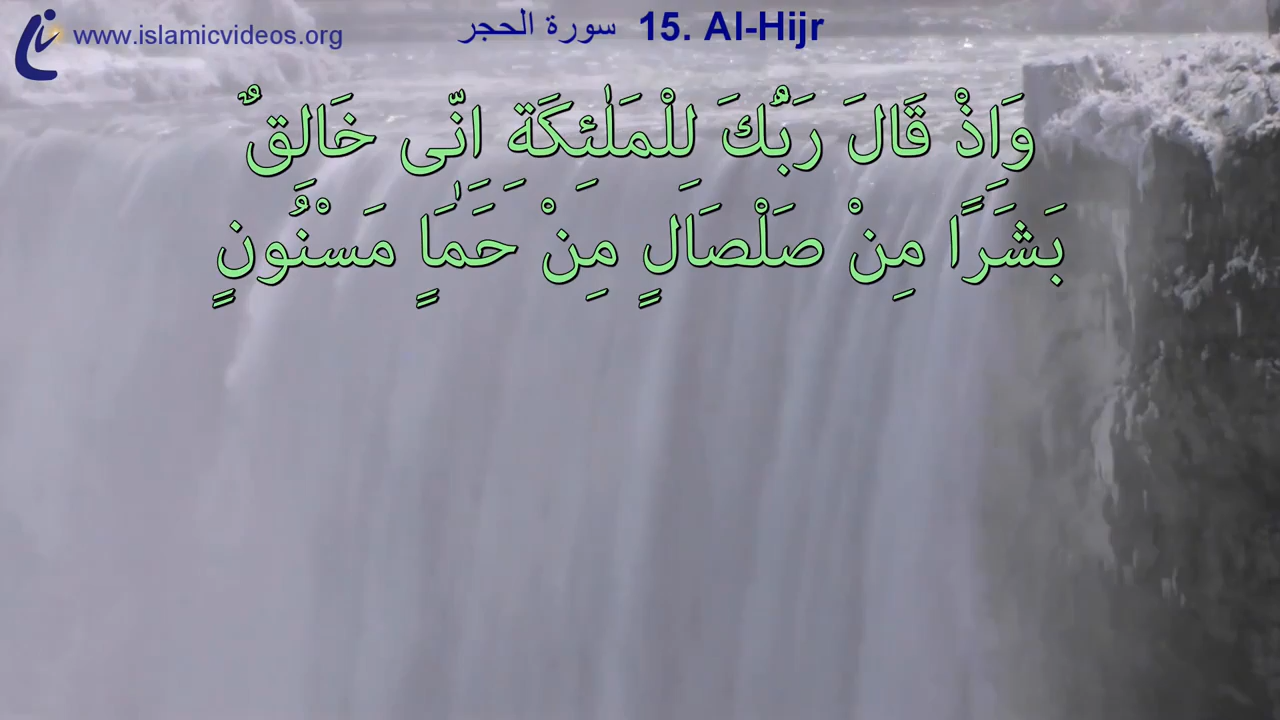 www.islamicvideos.org
سورة الحجر 15. Al-Hijr
وَاِذْ قَالَ رَبُّكَ لِلْمَلٰئِكَةِ اِنّٖى خَالِقٌ
بَشَرًا مِنْ صَلْصَالٍ مِنْ حَمَاٍ مَسْنُونٍ